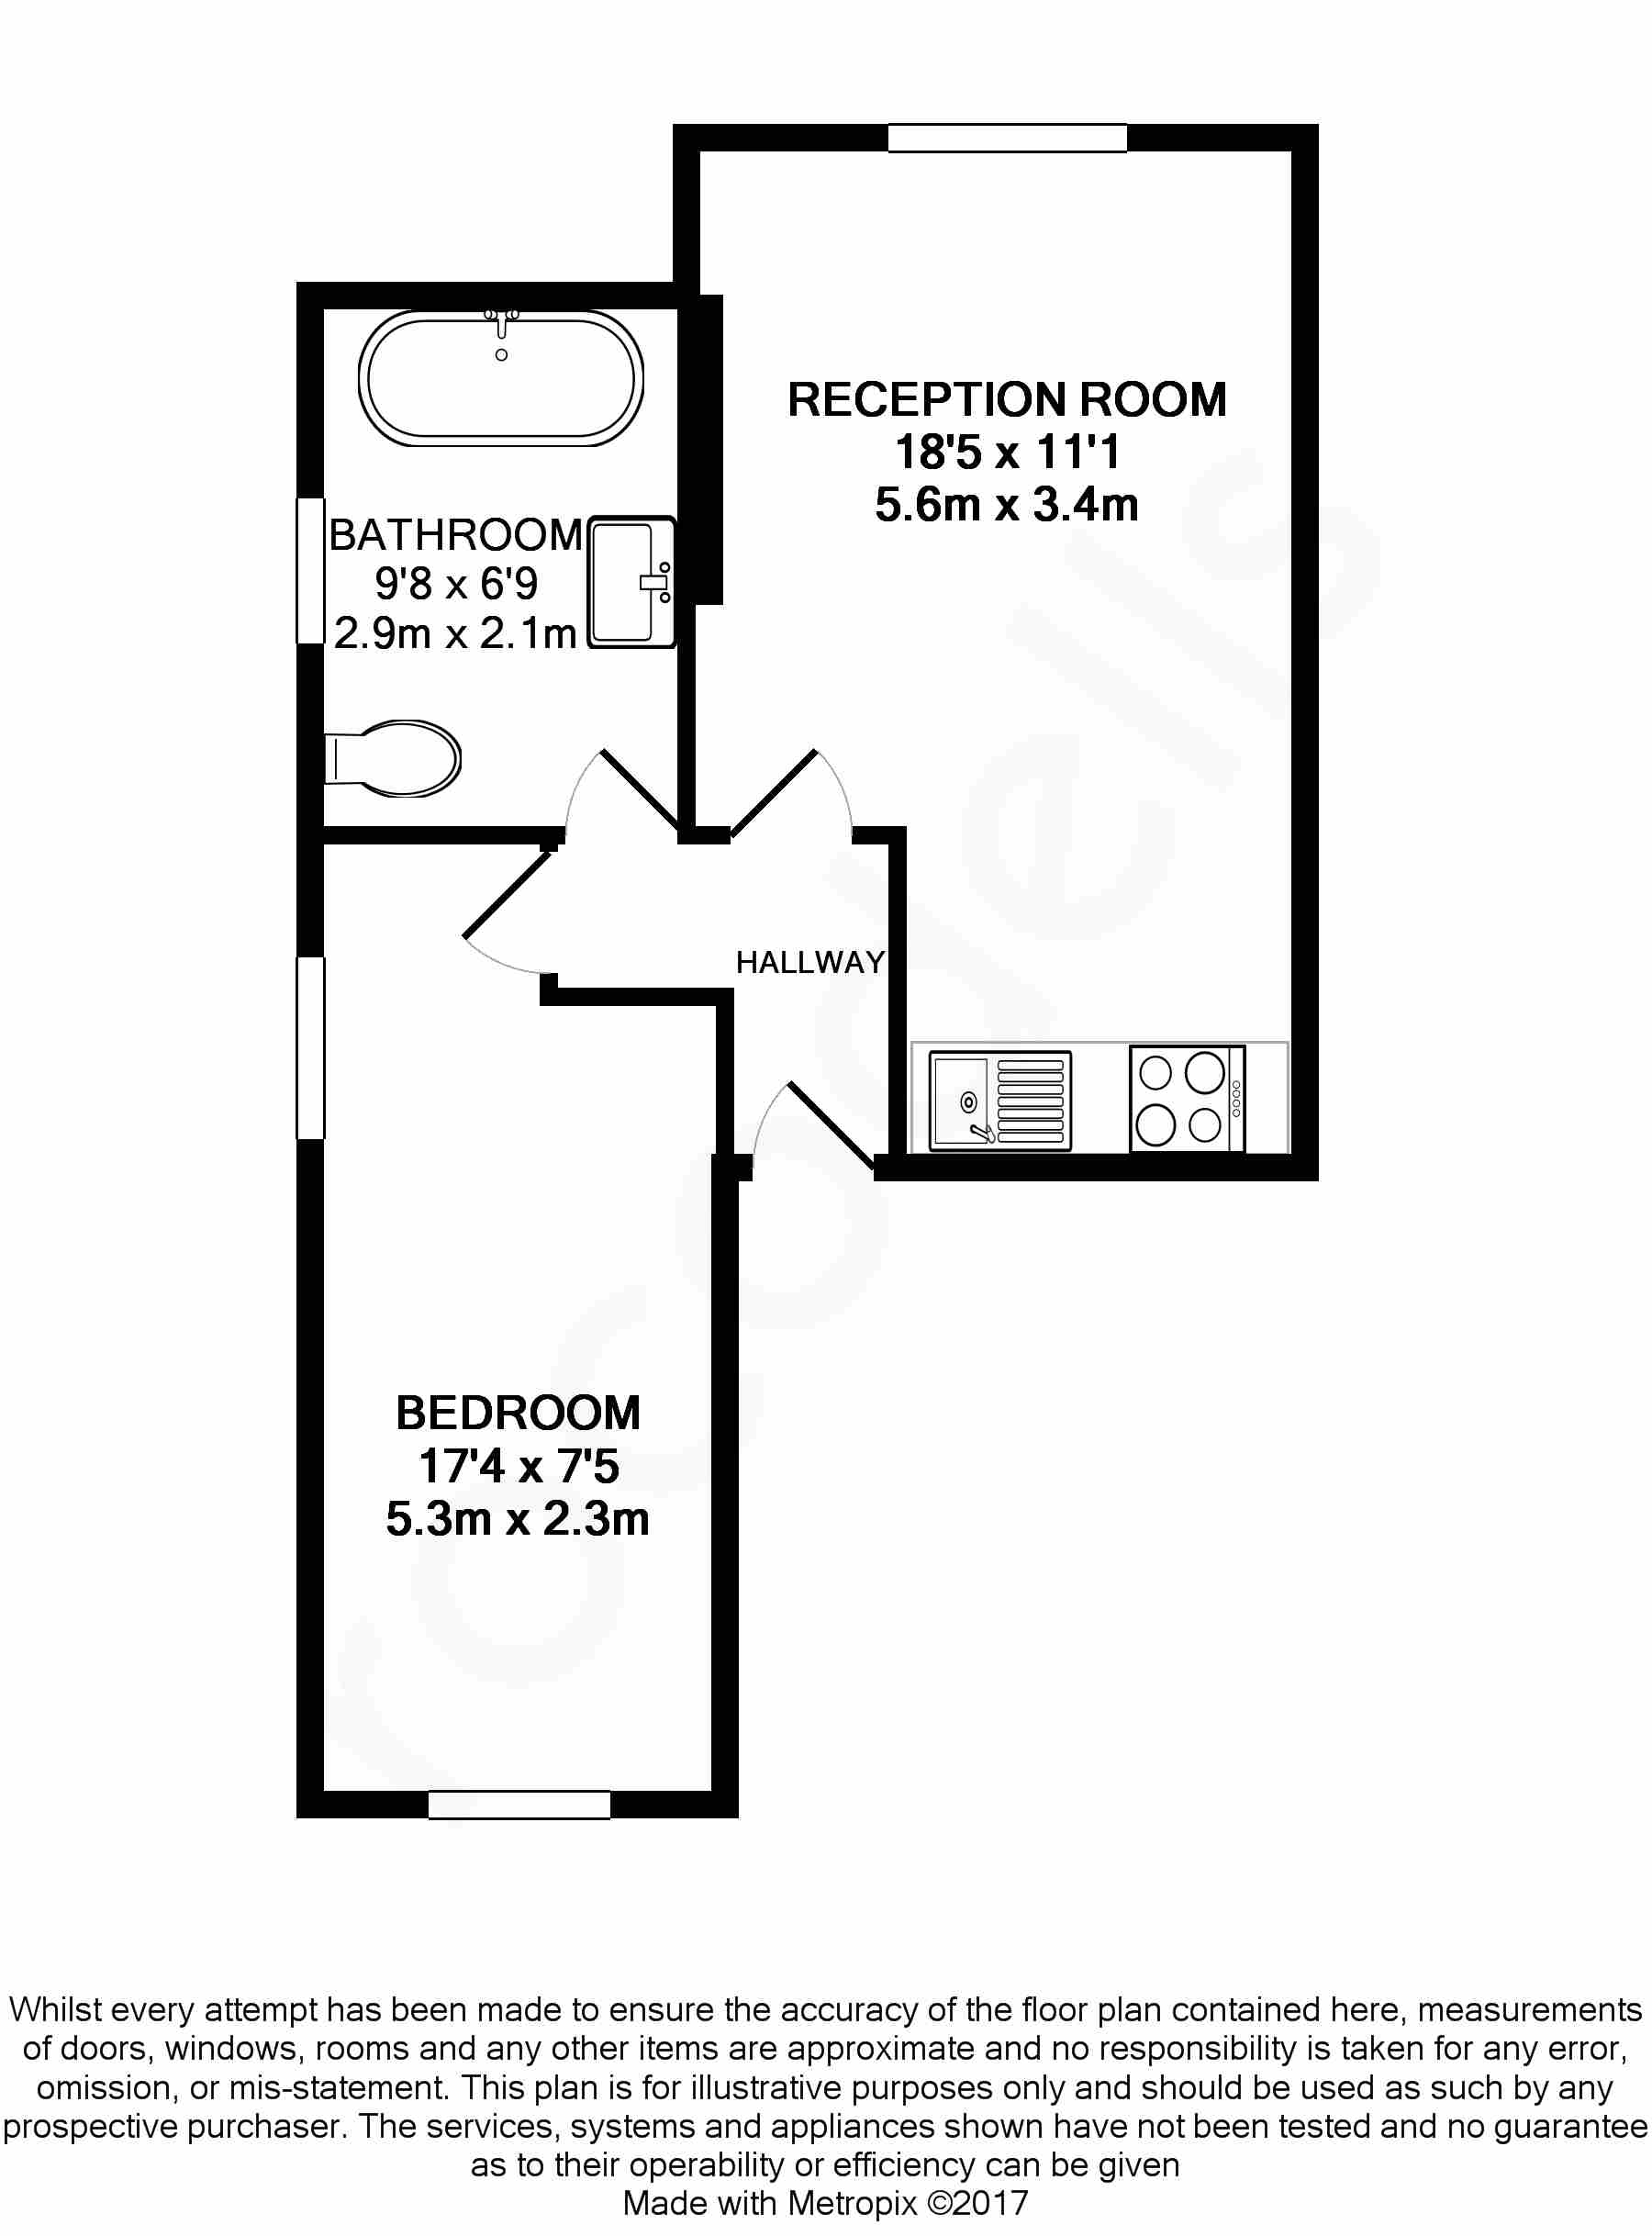 RECEPTION ROOM
18'5 x 11'1
5.6m x 3.4m
BATHROOM
9'8 x 6'9
2.9m x 2.1m
HALLWAY
BEDROOM
17'4 x 7'5
5.3m x 2.3m
rocodells
Whilst every attempt has been made to ensure the accuracy of the floor plan contained here, measurements
of doors, windows, rooms and any other items are approximate and no responsibility is taken for any error,
omission, or mis-statement. This plan is for illustrative purposes only and should be used as such by any
prospective purchaser. The services, systems and appliances shown have not been tested and no guarantee
as to their operability or efficiency can be given
Made with Metropix ©2017